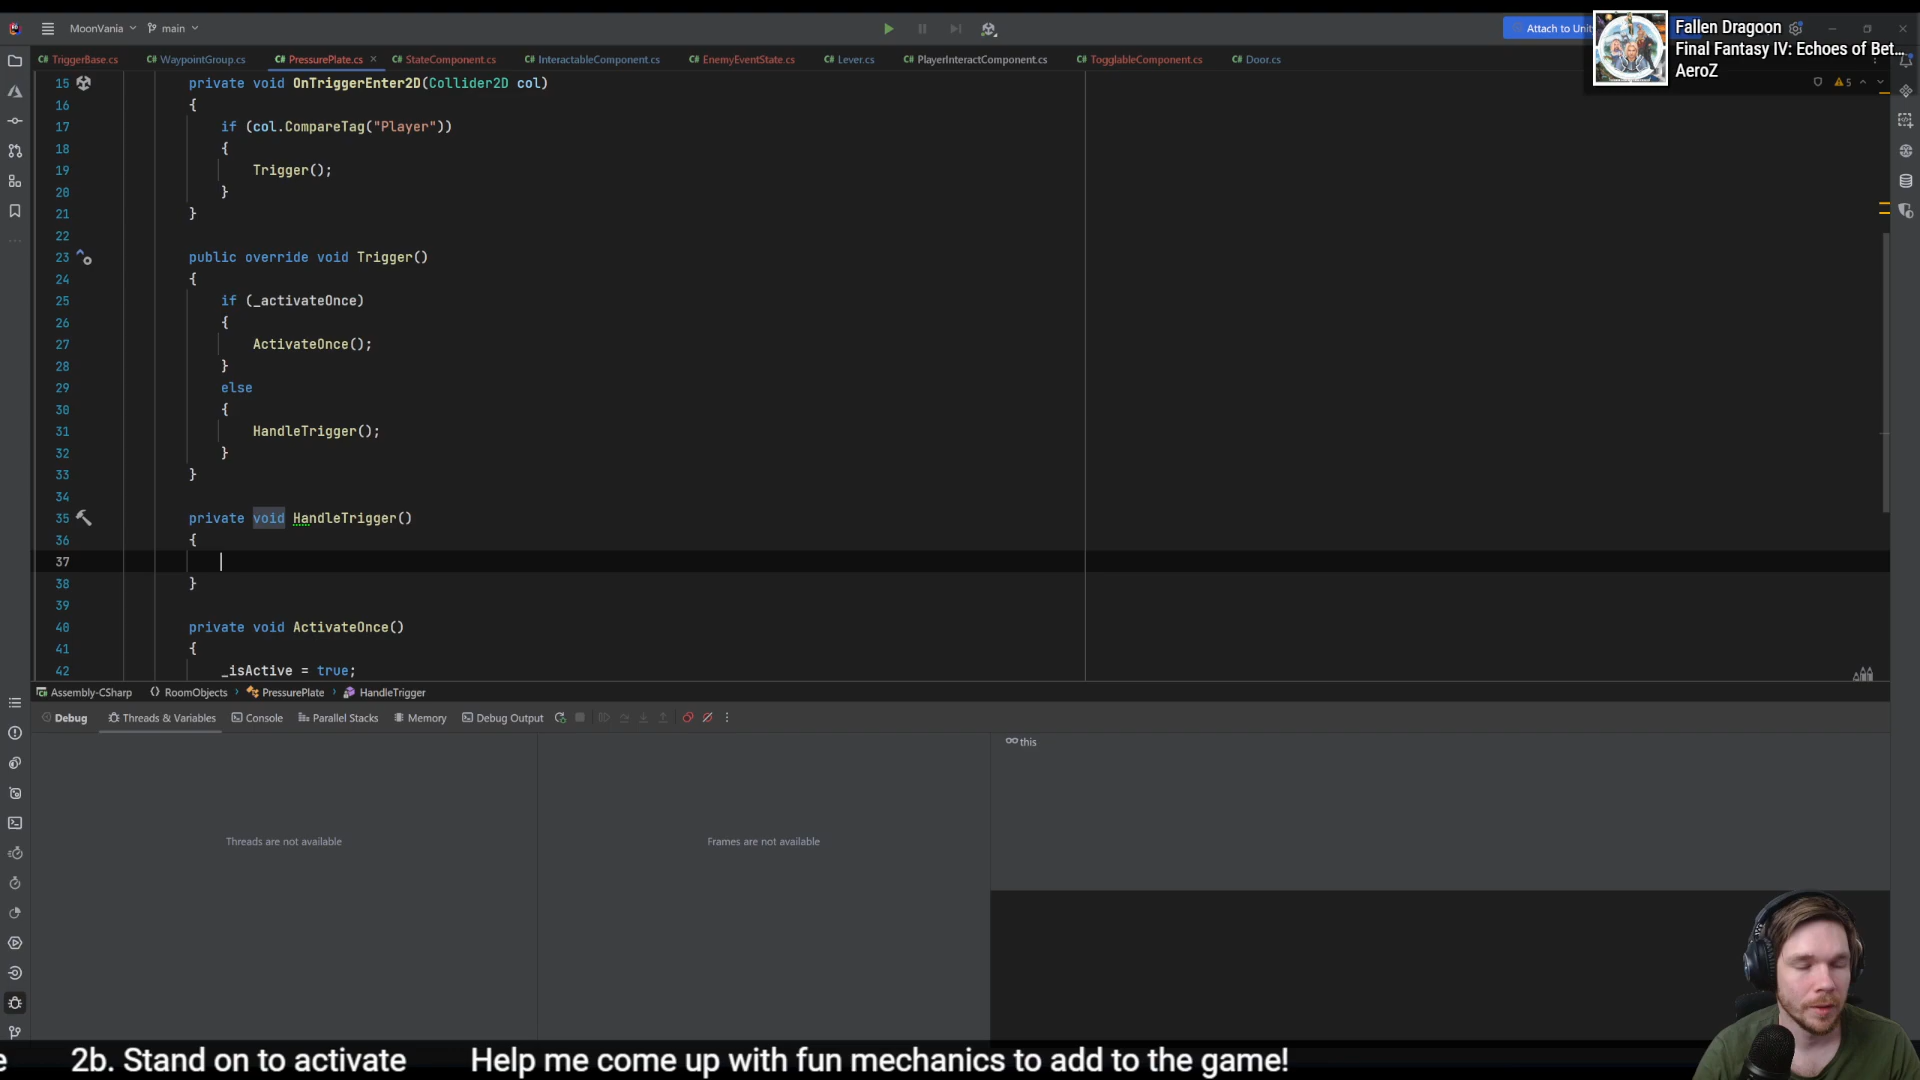 MoonVania main Attach to Unit
Fallen Dragoon
Final Fantasy IV: Echoes of Bet...
AeroZ
C# TriggerBase.cs C# WaypointGroup.cs C# PressurePlate.cs C# StateComponent.cs C# InteractableComponent.cs C# EnemyEventState.cs C# Lever.cs C# PlayerInteractComponent.cs C# TogglableComponent.cs C# Door.cs
5
15 private void OnTriggerEnter2D(Collider2D col)
16 {
17 if (col.CompareTag("Player"))
18 {
19 Trigger();
20 }
21 }
22
23 public override void Trigger()
24 {
25 if (_activateOnce)
26 {
27 ActivateOnce();
28 }
29 else
30 {
31 HandleTrigger();
32 }
33 }
34
35 private void HandleTrigger()
36 {
37
38 }
39
40 private void ActivateOnce()
41 {
42 _isActive = true;
Assembly-CSharp RoomObjects PressurePlate HandleTrigger
Debug Threads & Variables Console Parallel Stacks Memory Debug Output
this
Threads are not available Frames are not available
e 2b. Stand on to activate Help me come up with fun mechanics to add to the game!